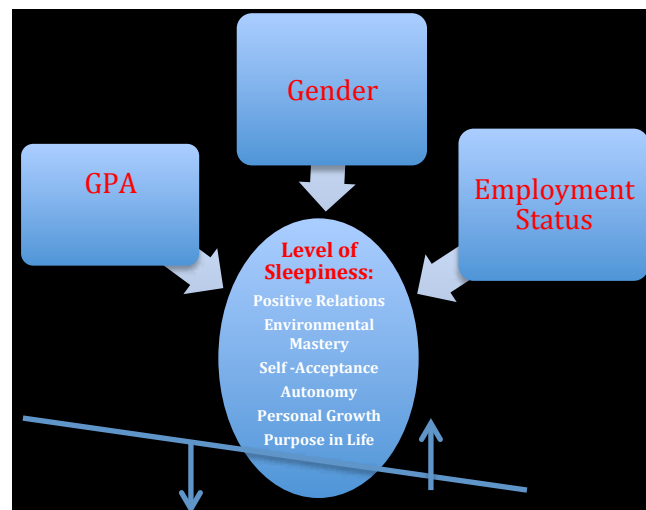 Gender
GPA
Employment
Status
Level of
Sleepiness:
Positive Relations
Environmental
Mastery
Self -Acceptance
Autonomy
Personal Growth
Purpose in Life